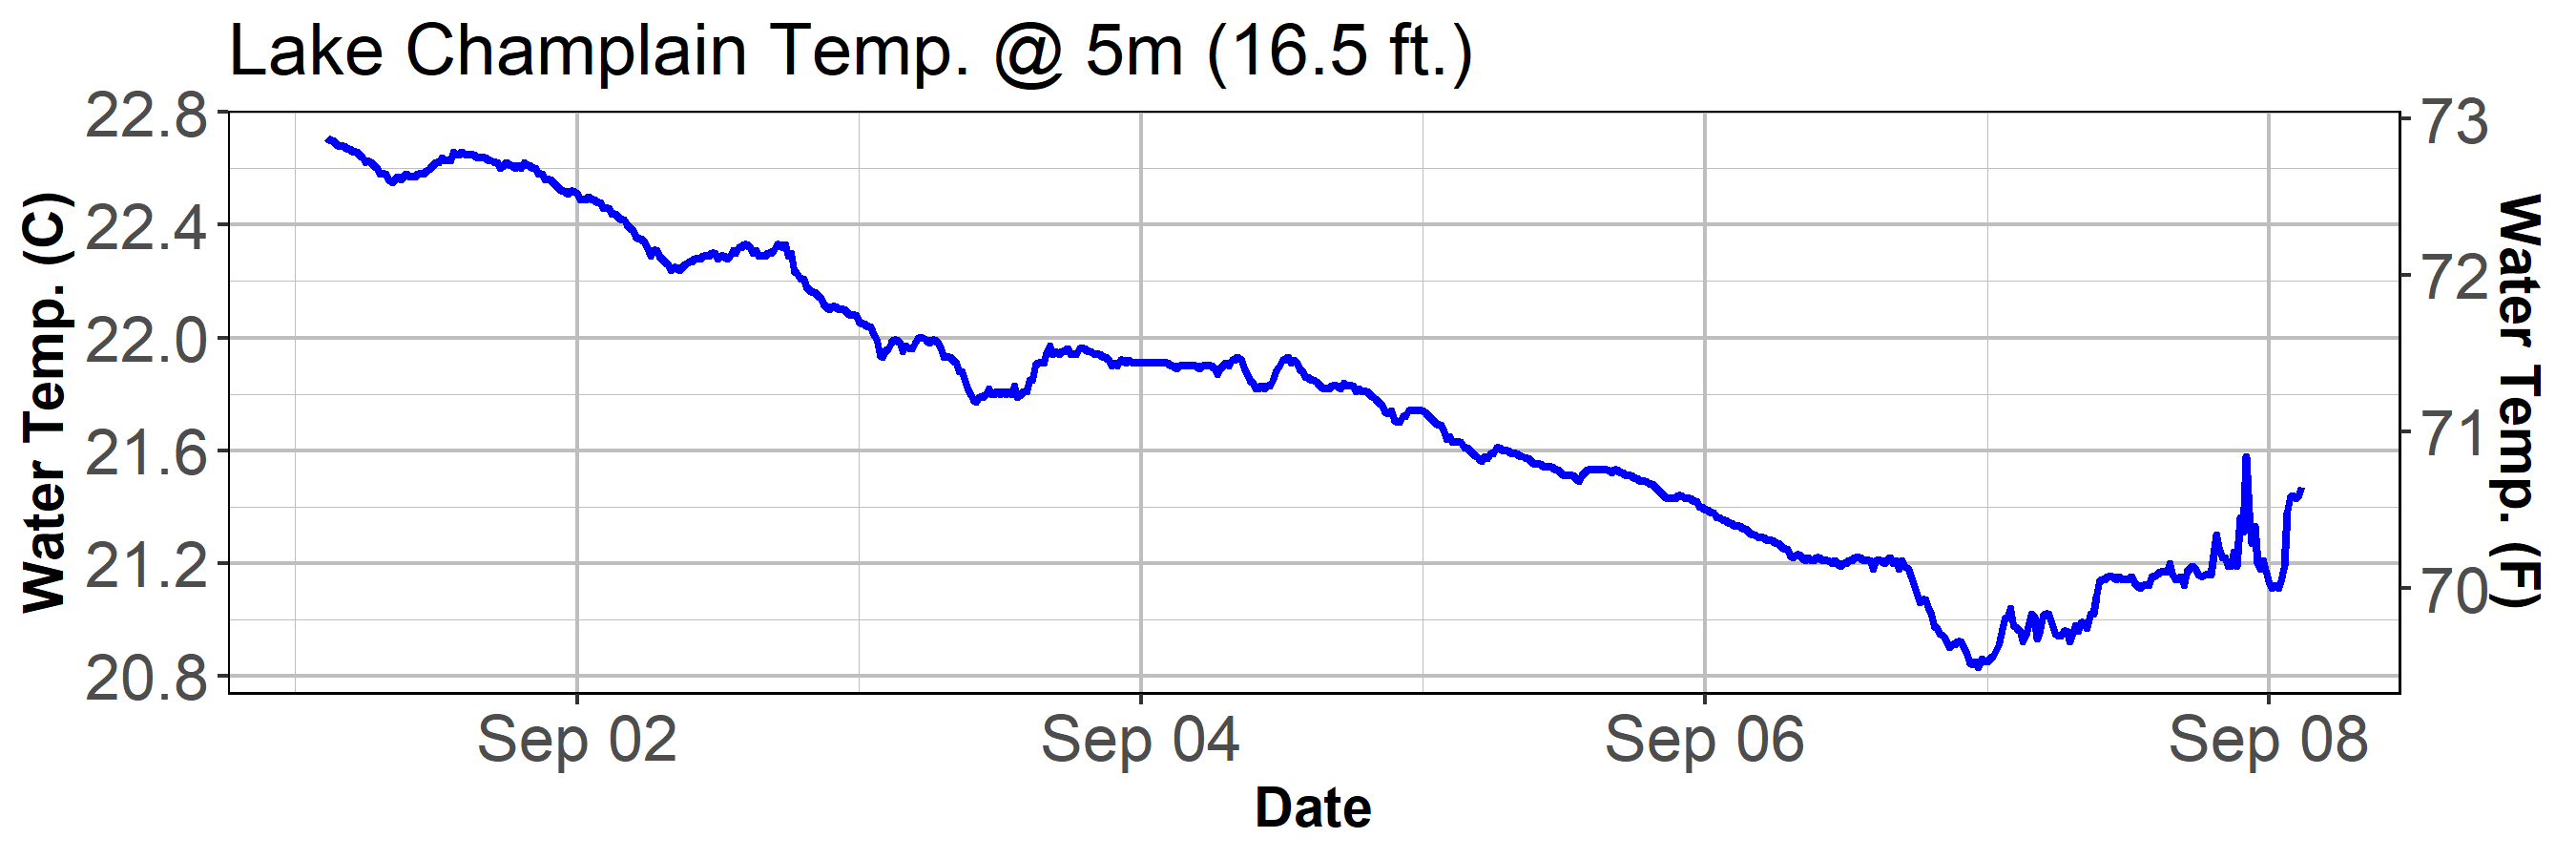 Lake Champlain Temp. @ 5m (16.5 ft.)
Water Temp. (C)
22.8
22.4
22.0
21.6
21.2
20.8
73
72
71
70
Water Temp. (F)
Sep 02 Sep 04 Sep 06 Sep 08
Date